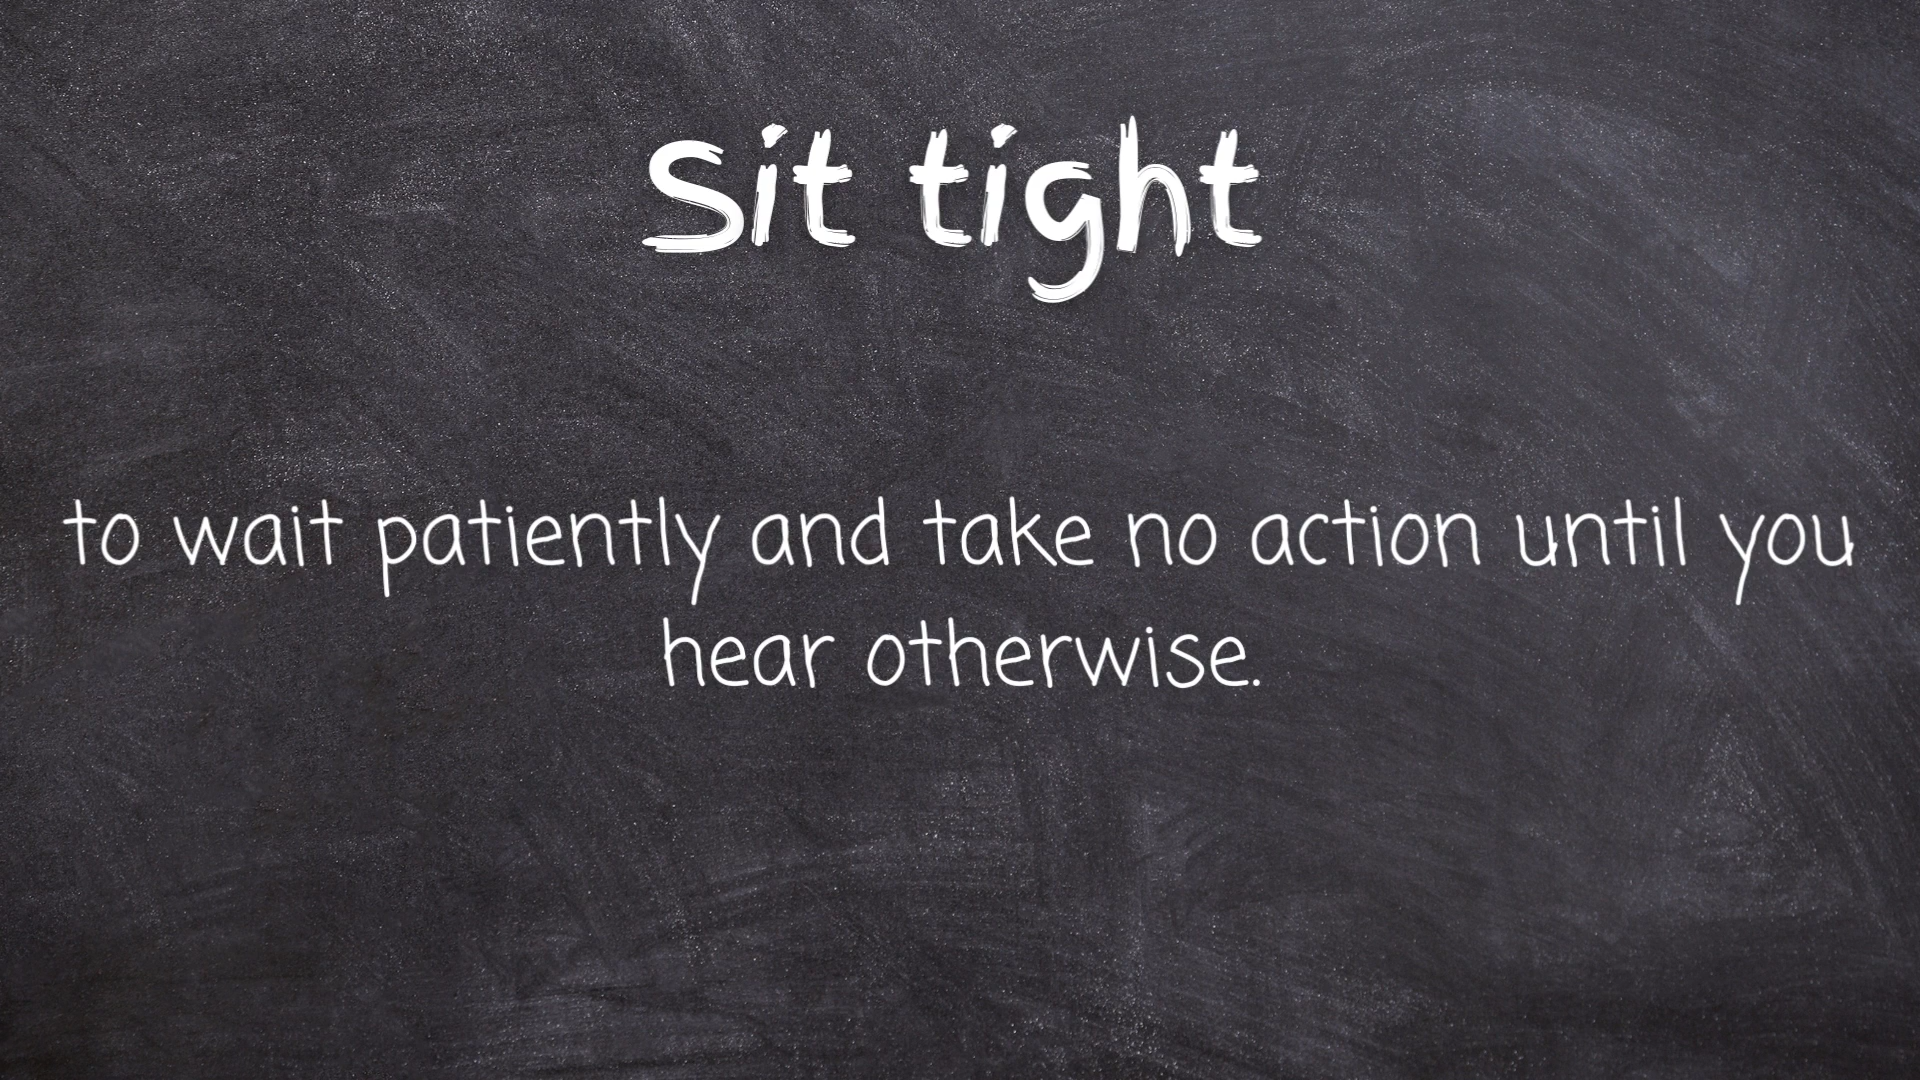 Sit tight
to wait patiently and take no action until you
hear otherwise.